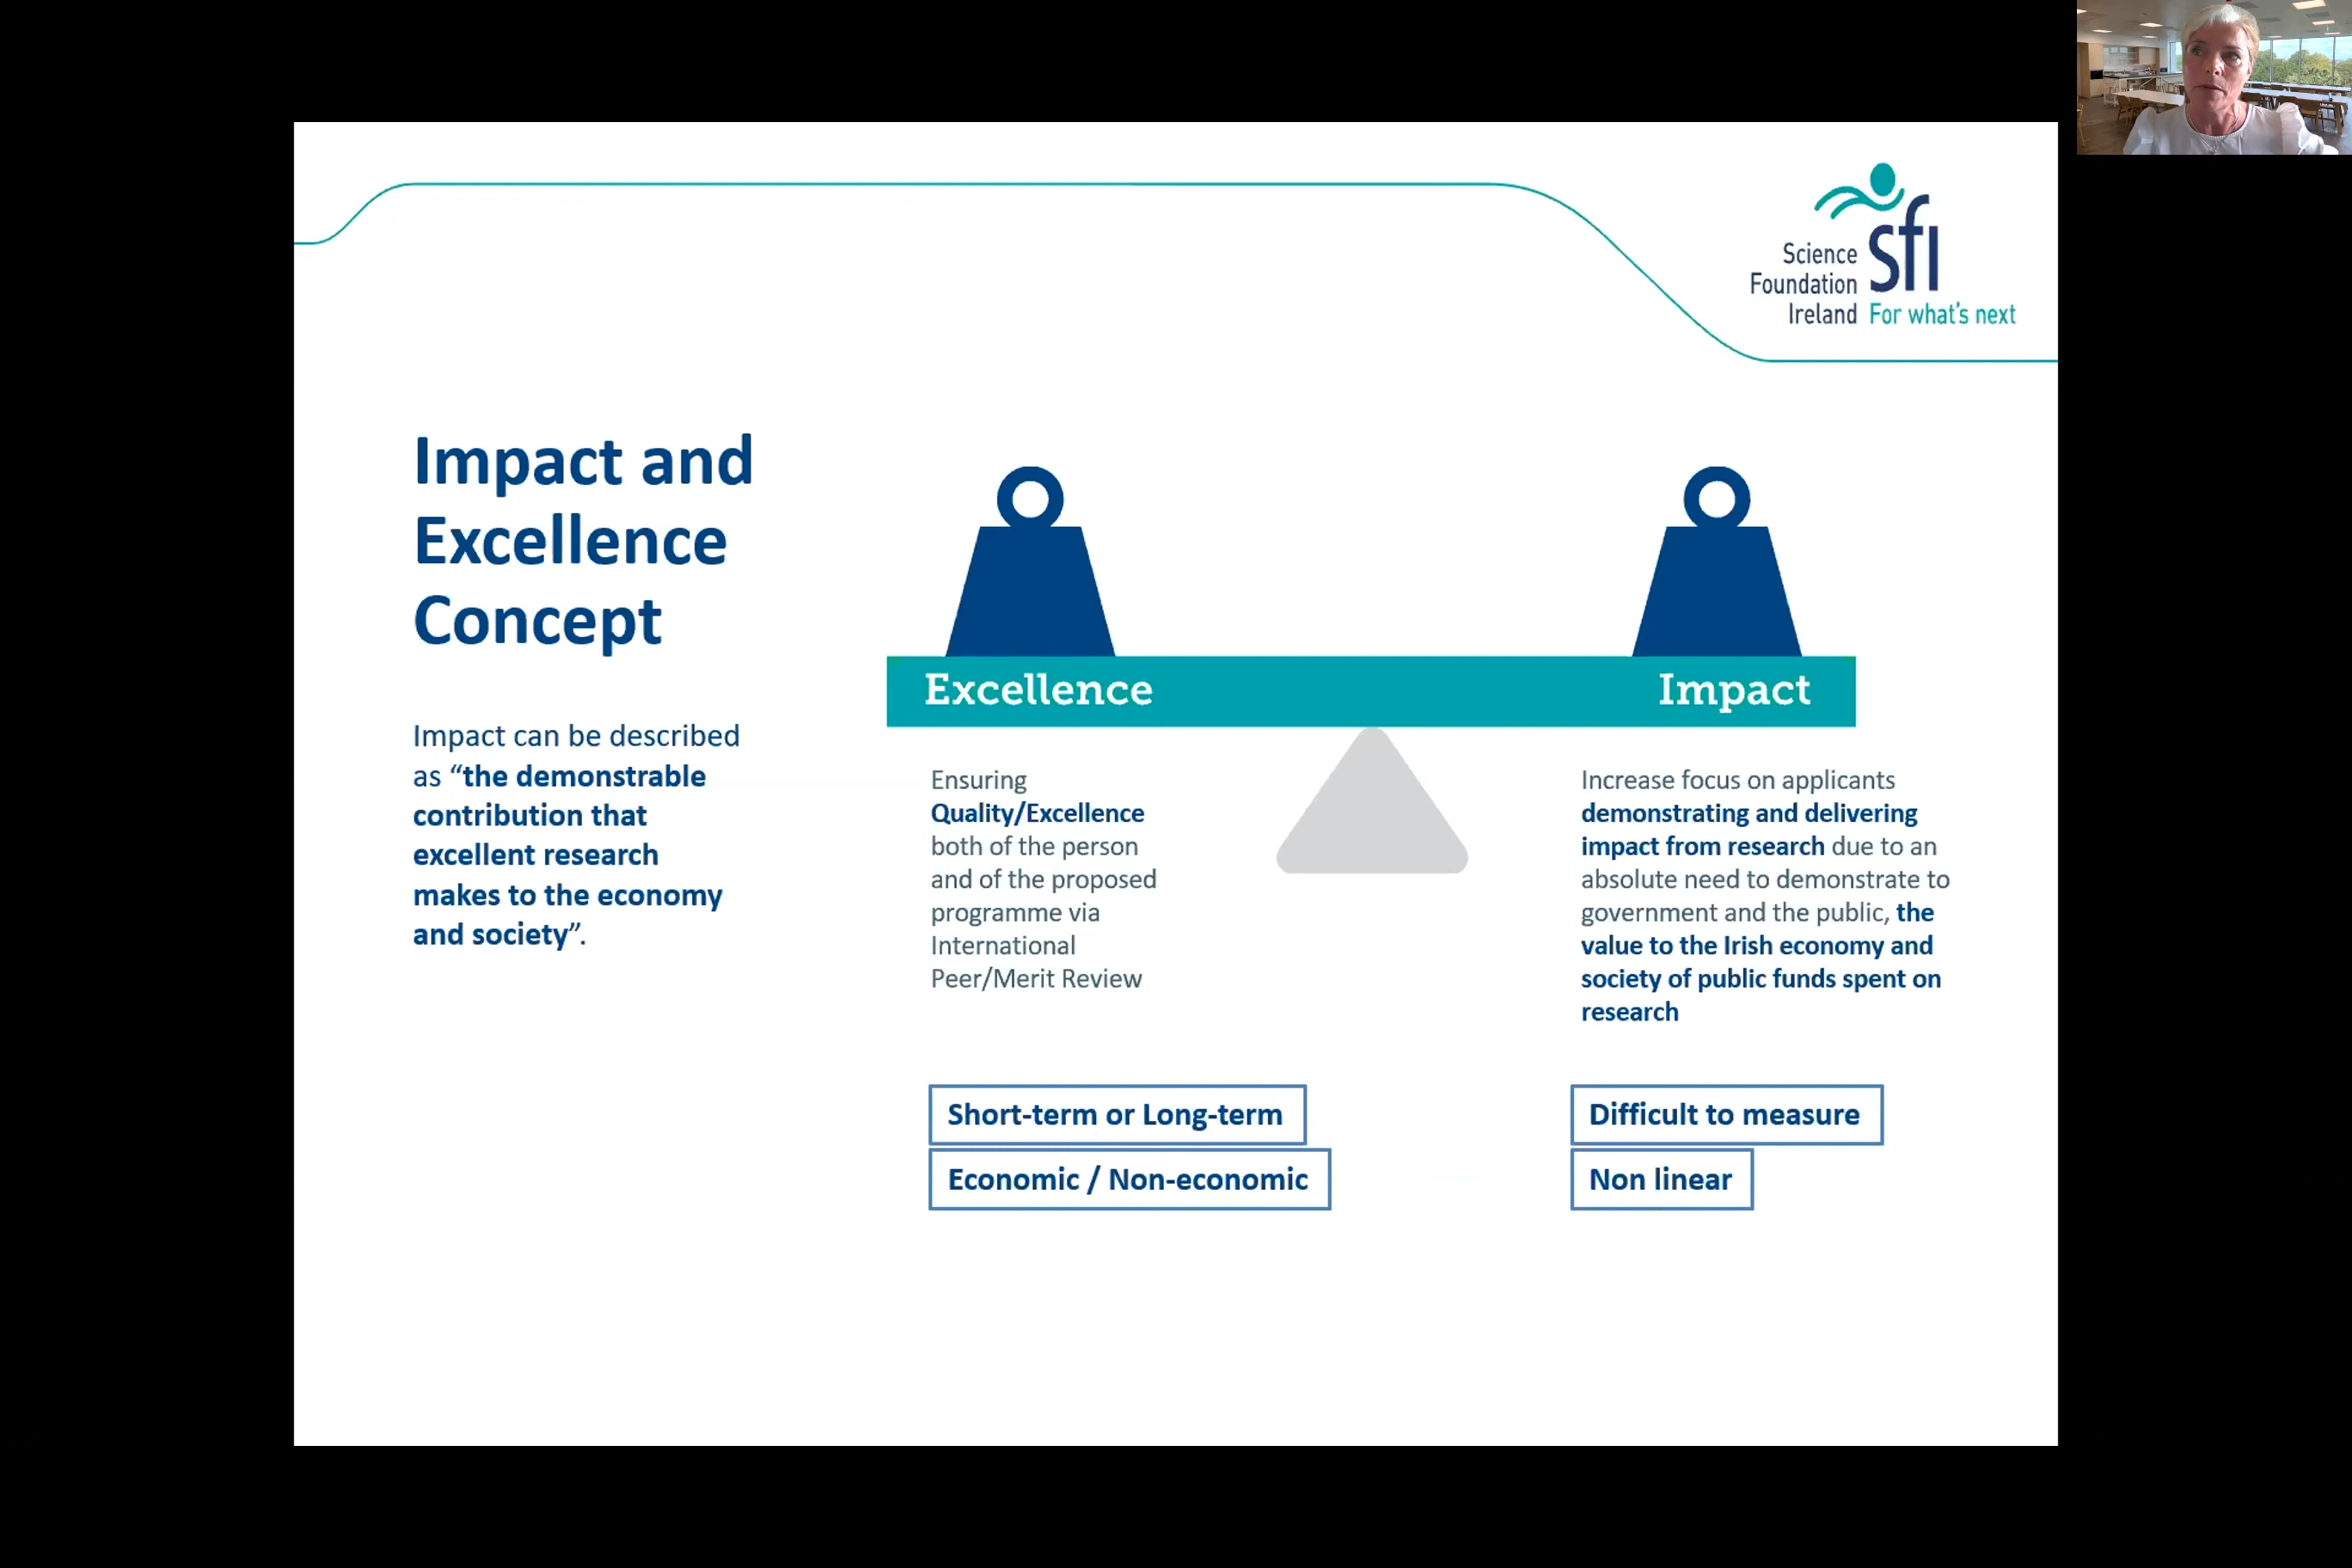 Science
Foundation
Ireland
sfi
For what's next
Impact and
Excellence
Concept
Impact can be described
as “the demonstrable
contribution that
excellent research
makes to the economy
and society”.
Excellence
Impact
Ensuring
Quality/Excellence
both of the person
and of the proposed
programme via
International
Peer/Merit Review
Increase focus on applicants
demonstrating and delivering
impact from research due to an
absolute need to demonstrate to
government and the public, the
value to the Irish economy and
society of public funds spent on
research
Short-term or Long-term
Economic / Non-economic
Difficult to measure
Non linear